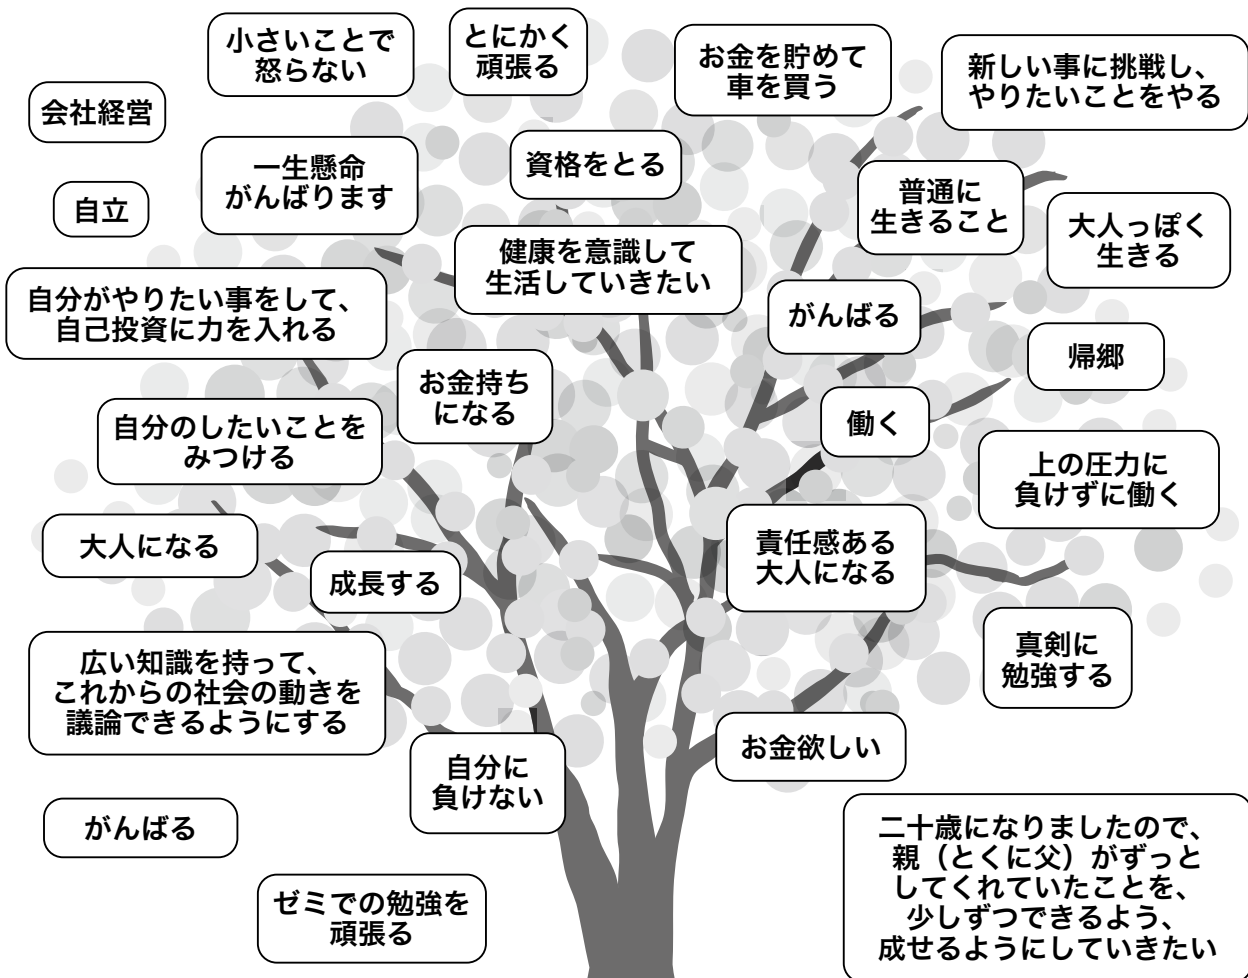 小さいことで
怒らない
とにかく
頑張る
お金を貯めて
車を買う
新しい事に挑戦し、
やりたいことをやる
会社経営
一生懸命
がんばります
資格をとる
普通に
生きること
自立
大人っぽく
生きる
健康を意識して
生活していきたい
自分がやりたい事をして、
自己投資に力を入れる
がんばる
帰郷
お金持ち
になる
働く
自分のしたいことを
みつける
上の圧力に
負けずに働く
大人になる
責任感ある
大人になる
成長する
真剣に
勉強する
広い知識を持って、
これからの社会の動きを
議論できるようにする
お金欲しい
自分に
負けない
がんばる
二十歳になりましたので、
親（とくに父）がずっと
してくれていたことを、
少しずつできるよう、
成せるようにしていきたい
ゼミでの勉強を
頑張る